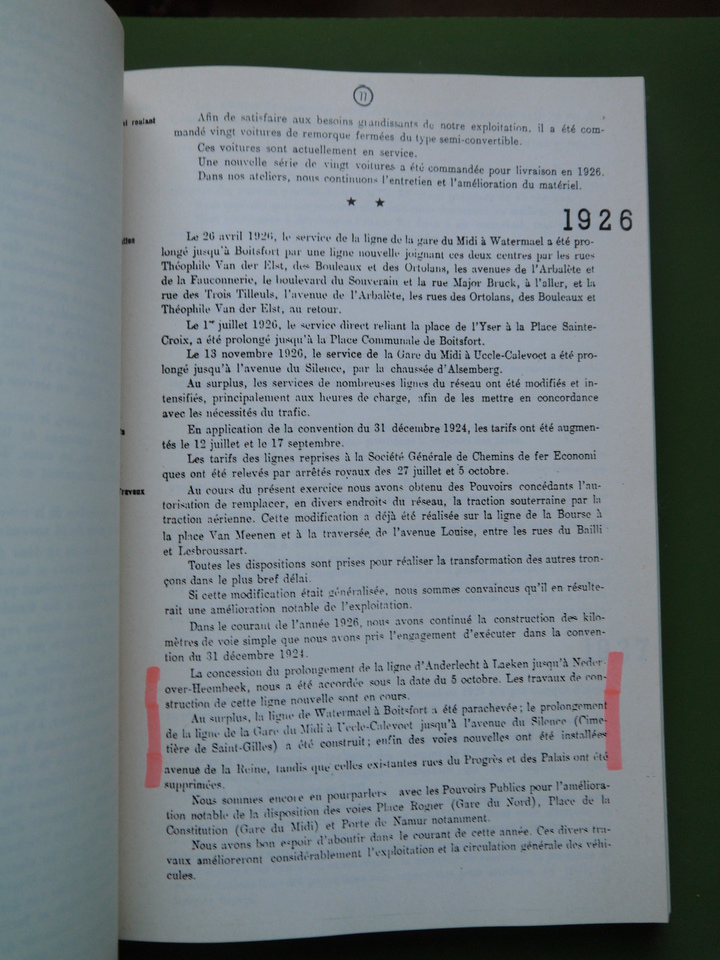 11
el roulant
Afin de satisfaire aux besoins grandissants de notre exploitation, il a été com-
mandé vingt voitures de remorque fermées du type semi-convertible.
Ces voitures sont actuellement en service.
Une nouvelle série de vingt voitures a été commandée pour livraison en 1926.
Dans nos ateliers, nous continuons l'entretien et l'amélioration du matériel.
★ ★
1926
Le 26 avril 1926, le service de la ligne de la gare du Midi à Watermael a été pro-
longé jusqu'à Boitsfort par une ligne nouvelle joignant ces deux centres par les rues
Théophile Van der Elst, des Bouleaux et des Ortolans, les avenues de l'Arbalète et
de la Fauconnerie, le boulevard du Souverain et la rue Major Bruck, à l'aller, et la
rue des Trois Tilleuls, l'avenue de l'Arbalète, les rues des Ortolans, des Bouleaux et
Théophile Van der Elst, au retour.
Le 1er juillet 1926, le service direct reliant la place de l'Yser à la Place Sainte-
Croix, a été prolongé jusqu'à la Place Communale de Boitsfort.
Le 13 novembre 1926, le service de la Gare du Midi à Uccle-Calevoet a été pro-
longé jusqu'à l'avenue du Silence, par la chaussée d'Alsemberg.
Au surplus, les services de nombreuses lignes du réseau ont été modifiés et in-
tensifiés, principalement aux heures de charge, afin de les mettre en concordance
avec les nécessités du trafic.
En application de la convention du 31 décembre 1924, les tarifs ont été augmen-
tés le 12 juillet et le 17 septembre.
Les tarifs des lignes reprises à la Société Générale de Chemins de fer Economi
ques ont été relevés par arrêtés royaux des 27 juillet et 5 octobre.
Travaux
Au cours du présent exercice nous avons obtenu des Pouvoirs concédants l'au-
torisation de remplacer, en divers endroits du réseau, la traction souterraine par la
traction aérienne. Cette modification a déjà été réalisée sur la ligne de la Bourse à
la place Van Meenen et à la traversée de l'avenue Louise, entre les rues du Bailli
et Lesbroussart.
Toutes les dispositions sont prises pour réaliser la transformation des autres tron-
çons dans le plus bref délai.
Si cette modification était généralisée, nous sommes convaincus qu'il en résulte-
rait une amélioration notable de l'exploitation.
Dans le courant de l'année 1926, nous avons continué la construction des kilo-
mètres de voie simple que nous avons pris l'engagement d'exécuter dans la conven-
tion du 31 décembre 1924.
La concession du prolongement de la ligne d'Anderlecht à Laeken jusqu'à Neder-
over-Heembeek, nous a été accordée sous la date du 5 octobre. Les travaux de con-
struction de cette ligne nouvelle sont en cours.
Au surplus, la ligne de Watermael à Boitsfort a été parachevée; le prolongement
de la ligne de la Gare du Midi à Uccle-Calevoet jusqu'à l'avenue du Silence (Cime-
tière de Saint-Gilles) a été construit; enfin des voies nouvelles ont été installées
avenue de la Reine, tandis que celles existantes rues du Progrès et des Palais ont été
supprimées.
Nous sommes encore en pourparlers avec les Pouvoirs Publics pour l'améliora-
tion notable de la disposition des voies Place Rogier (Gare du Nord), Place de la
Constitution (Gare du Midi) et Porte de Namur notamment.
Nous avons bon espoir d'aboutir dans le courant de cette année. Ces divers tra-
vaux amélioreront considérablement l'exploitation et la circulation générale des véhi-
cules.